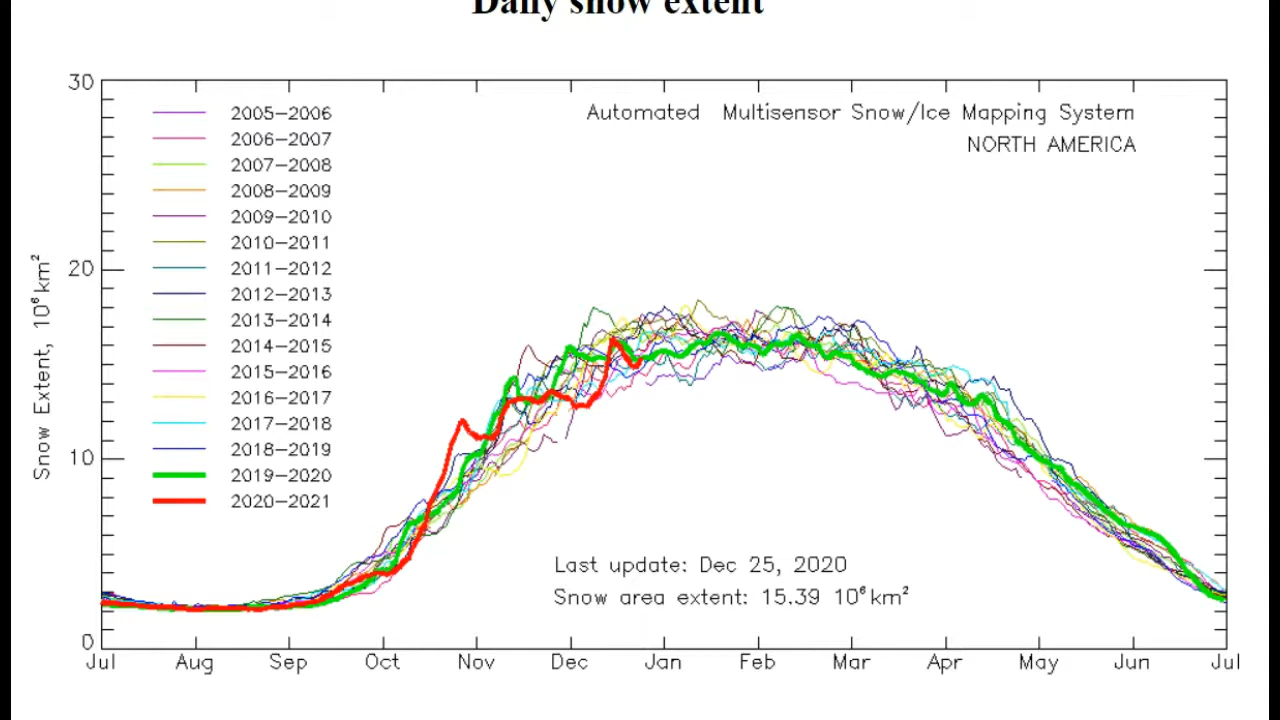 Daily snow extent
30
Automated Multisensor Snow/Ice Mapping System
NORTH AMERICA
2005-2006
2006-2007
2007-2008
2008-2009
2009-2010
2010-2011
2011-2012
2012-2013
2013-2014
2014-2015
2015-2016
2016-2017
2017-2018
2018-2019
2019-2020
2020-2021
Snow Extent, 10⁶ km²
20
10
0
Last update: Dec 25, 2020
Snow area extent: 15.39 10⁶ km²
Jul Aug Sep Oct Nov Dec Jan Feb Mar Apr May Jun Jul